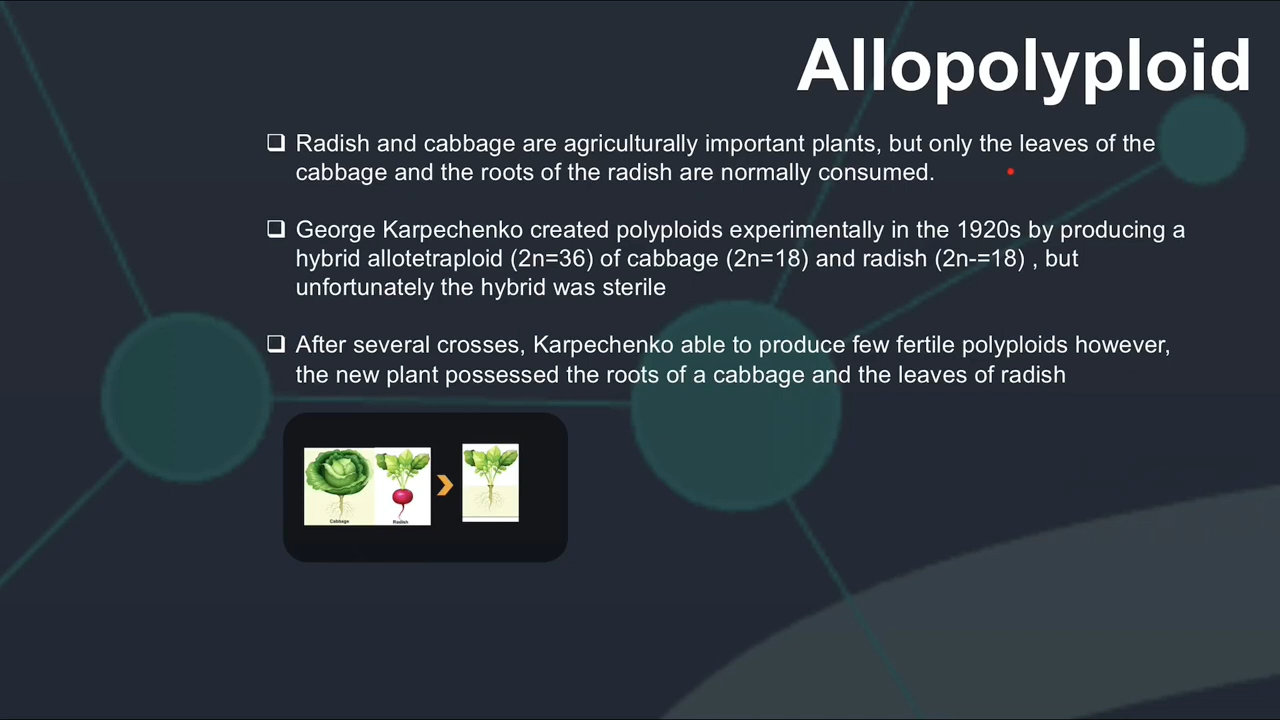 Allopolyploid
❑ Radish and cabbage are agriculturally important plants, but only the leaves of the
cabbage and the roots of the radish are normally consumed.
❑ George Karpechenko created polyploids experimentally in the 1920s by producing a
hybrid allotetraploid (2n=36) of cabbage (2n=18) and radish (2n-=18) , but
unfortunately the hybrid was sterile
❑ After several crosses, Karpechenko able to produce few fertile polyploids however,
the new plant possessed the roots of a cabbage and the leaves of radish
Cabbage Radish